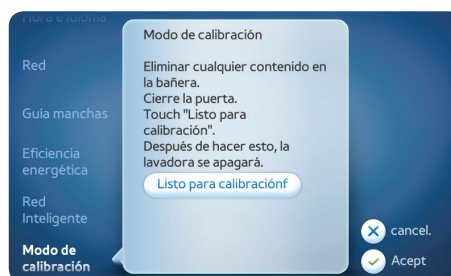 Hora e idioma
Red
Guía manchas
Eficiencia
energética
Red
Inteligente
Modo de
calibración
Modo de calibración
Eliminar cualquier contenido en
la bañera.
Cierre la puerta.
Touch "Listo para
calibración".
Después de hacer esto, la
lavadora se apagará.
Listo para calibraciónf
cancel.
Acept